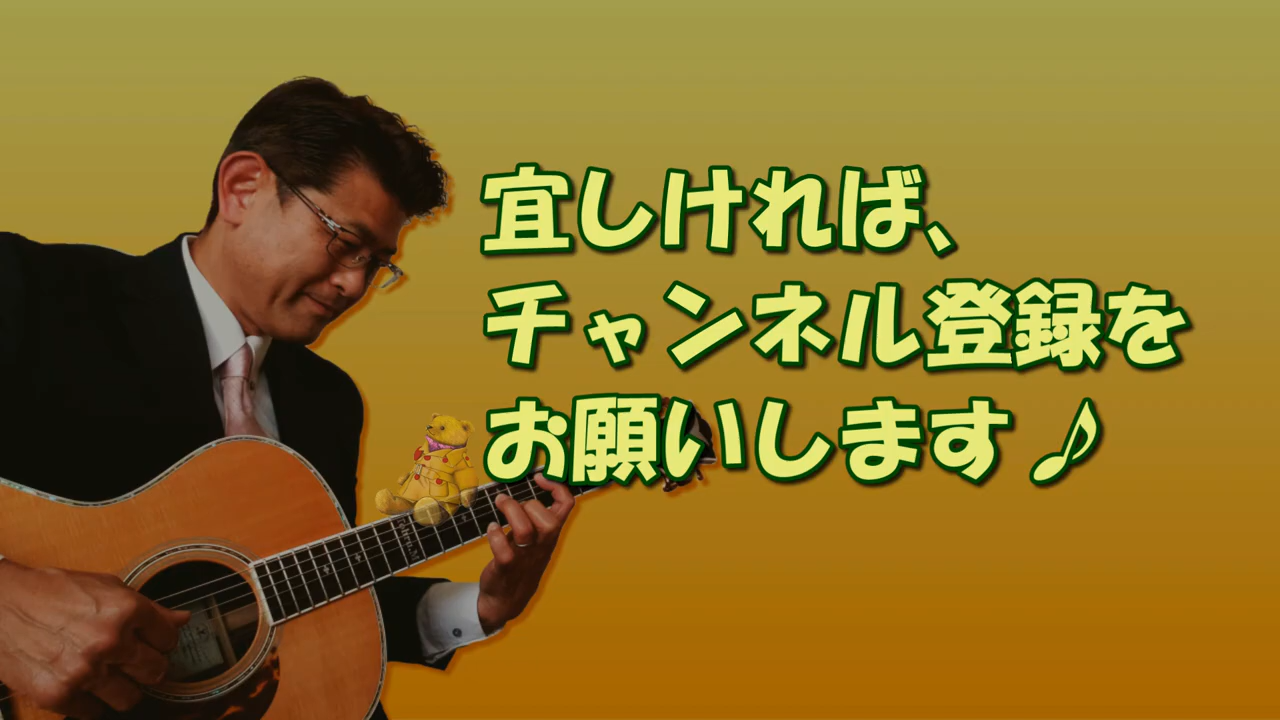 宜しければ、
チャンネル登録を
お願いします♪